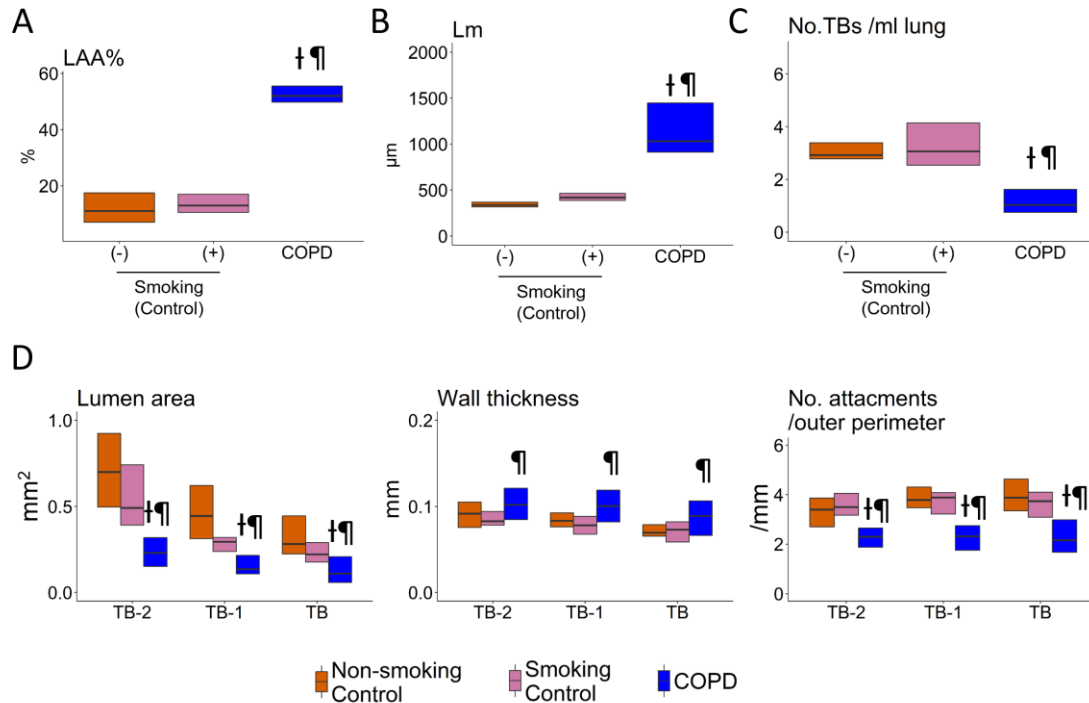 A
LAA%
ƚ ¶
60
40
20
%
(-)
(+)
COPD
Smoking
(Control)
B
Lm
2000
1500
1000
500
0
µm
ƚ ¶
(-)
(+)
COPD
Smoking
(Control)
C
No.TBs /ml lung
6
4
2
0
ƚ ¶
(-)
(+)
COPD
Smoking
(Control)
D
Lumen area
1.0
0.5
0.0
mm²
ƚ¶
ƚ¶
ƚ¶
TB-2
TB-1
TB
Wall thickness
0.2
0.1
0.0
mm
¶
¶
¶
TB-2
TB-1
TB
No. attacments
/outer perimeter
6
4
2
0
/mm
ƚ¶
ƚ¶
ƚ¶
TB-2
TB-1
TB
Non-smoking
Control
Smoking
Control
COPD